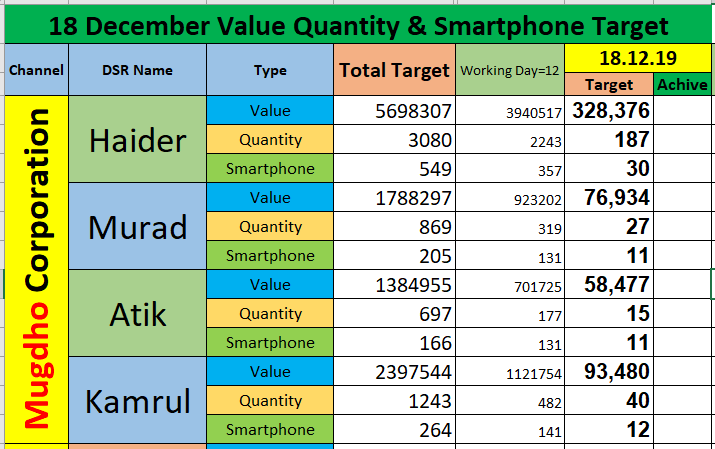 18 December Value Quantity & Smartphone Target
Channel DSR Name Type Total Target Working Day=12 18.12.19
Target Achive
Mugdho Corporation
Haider
Value 5698307 3940517 328,376
Quantity 3080 2243 187
Smartphone 549 357 30
Murad
Value 1788297 923202 76,934
Quantity 869 319 27
Smartphone 205 131 11
Atik
Value 1384955 701725 58,477
Quantity 697 177 15
Smartphone 166 131 11
Kamrul
Value 2397544 1121754 93,480
Quantity 1243 482 40
Smartphone 264 141 12